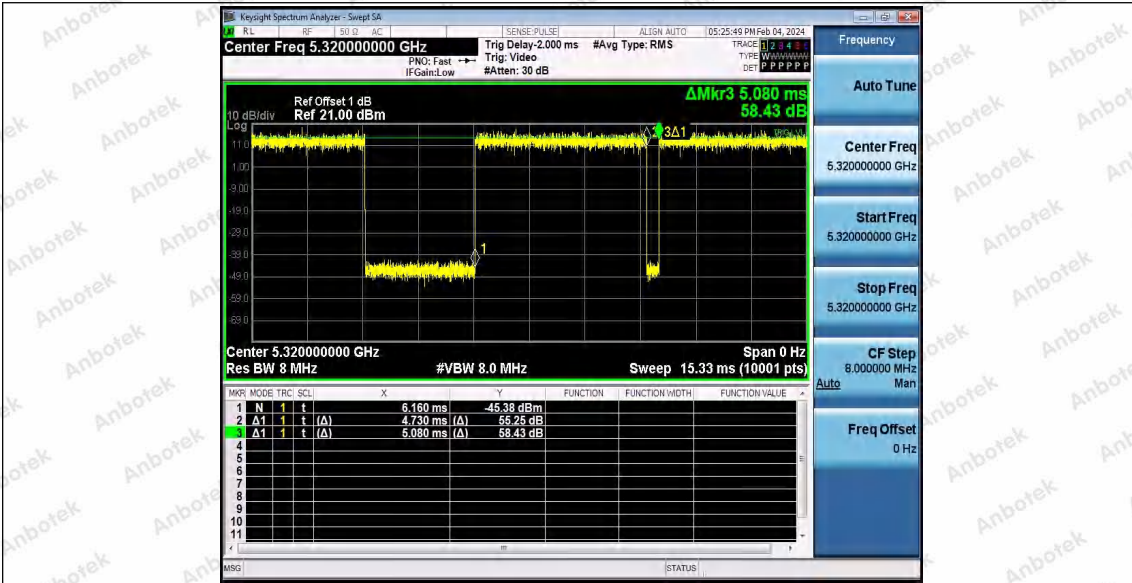 Keysight Spectrum Analyzer - Swept SA
RL RF 50 Ω AC SENSE:PULSE ALIGN AUTO 05:25:49 PM Feb 04, 2024
Center Freq 5.320000000 GHz
PNO: Fast
IFGain:Low
Trig Delay-2.000 ms
Trig: Video
#Atten: 30 dB
#Avg Type: RMS
TRACE 1 2 3 4 5 6
TYPE WWWWWW
DET P P P P P P
ΔMkr3 5.080 ms
58.43 dB
Ref Offset 1 dB
10 dB/div Ref 21.00 dBm
Log
11.0
1.00
-9.00
-19.0
-29.0
-39.0
-49.0
-59.0
-69.0
1
3Δ1
TRIG LVL
Center 5.320000000 GHz Span 0 Hz
Res BW 8 MHz #VBW 8.0 MHz Sweep 15.33 ms (10001 pts)
MKR MODE TRC SCL X Y FUNCTION FUNCTION WIDTH FUNCTION VALUE
1 N 1 t 6.160 ms -45.38 dBm
2 Δ1 1 t (Δ) 4.730 ms (Δ) 55.25 dB
3 Δ1 1 t (Δ) 5.080 ms (Δ) 58.43 dB
4
5
6
7
8
9
10
11
MSG STATUS
Frequency
Auto Tune
Center Freq
5.320000000 GHz
Start Freq
5.320000000 GHz
Stop Freq
5.320000000 GHz
CF Step
8.000000 MHz
Auto Man
Freq Offset
0 Hz
Anbotek